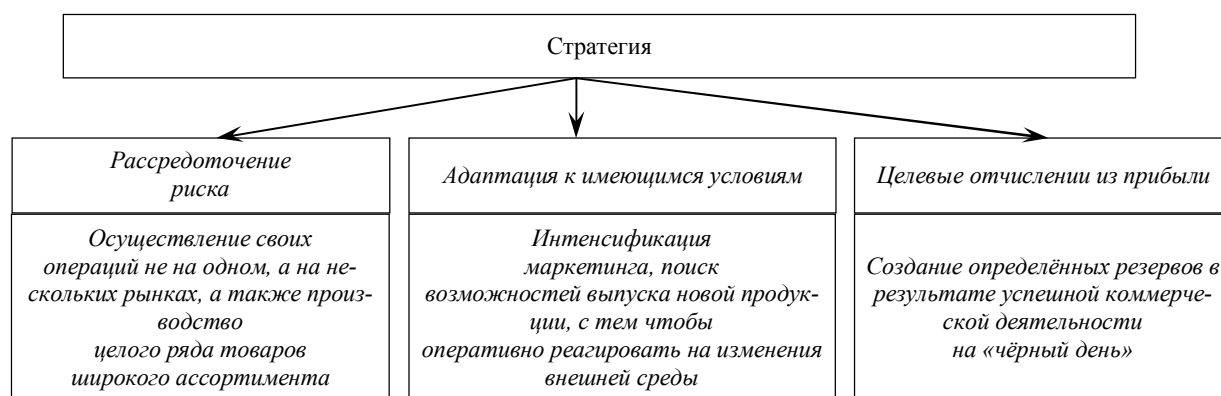 Стратегия
Рассредоточение
риска
Адаптация к имеющимся условиям
Целевые отчислении из прибыли
Осуществление своих
операций не на одном, а на не-
скольких рынках, а также произ-
водство
целого ряда товаров
широкого ассортимента
Интенсификация
маркетинга, поиск
возможностей выпуска новой продук-
ции, с тем чтобы
оперативно реагировать на изменения
внешней среды
Создание определённых резервов в
результате успешной коммерче-
ской деятельности
на «чёрный день»